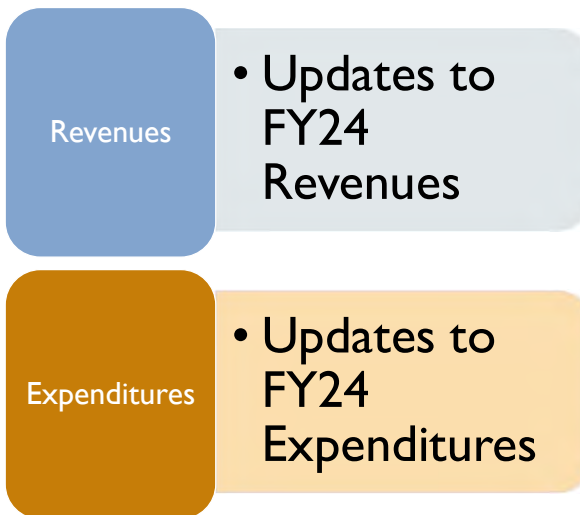 Revenues
• Updates to
FY24
Revenues
Expenditures
• Updates to
FY24
Expenditures